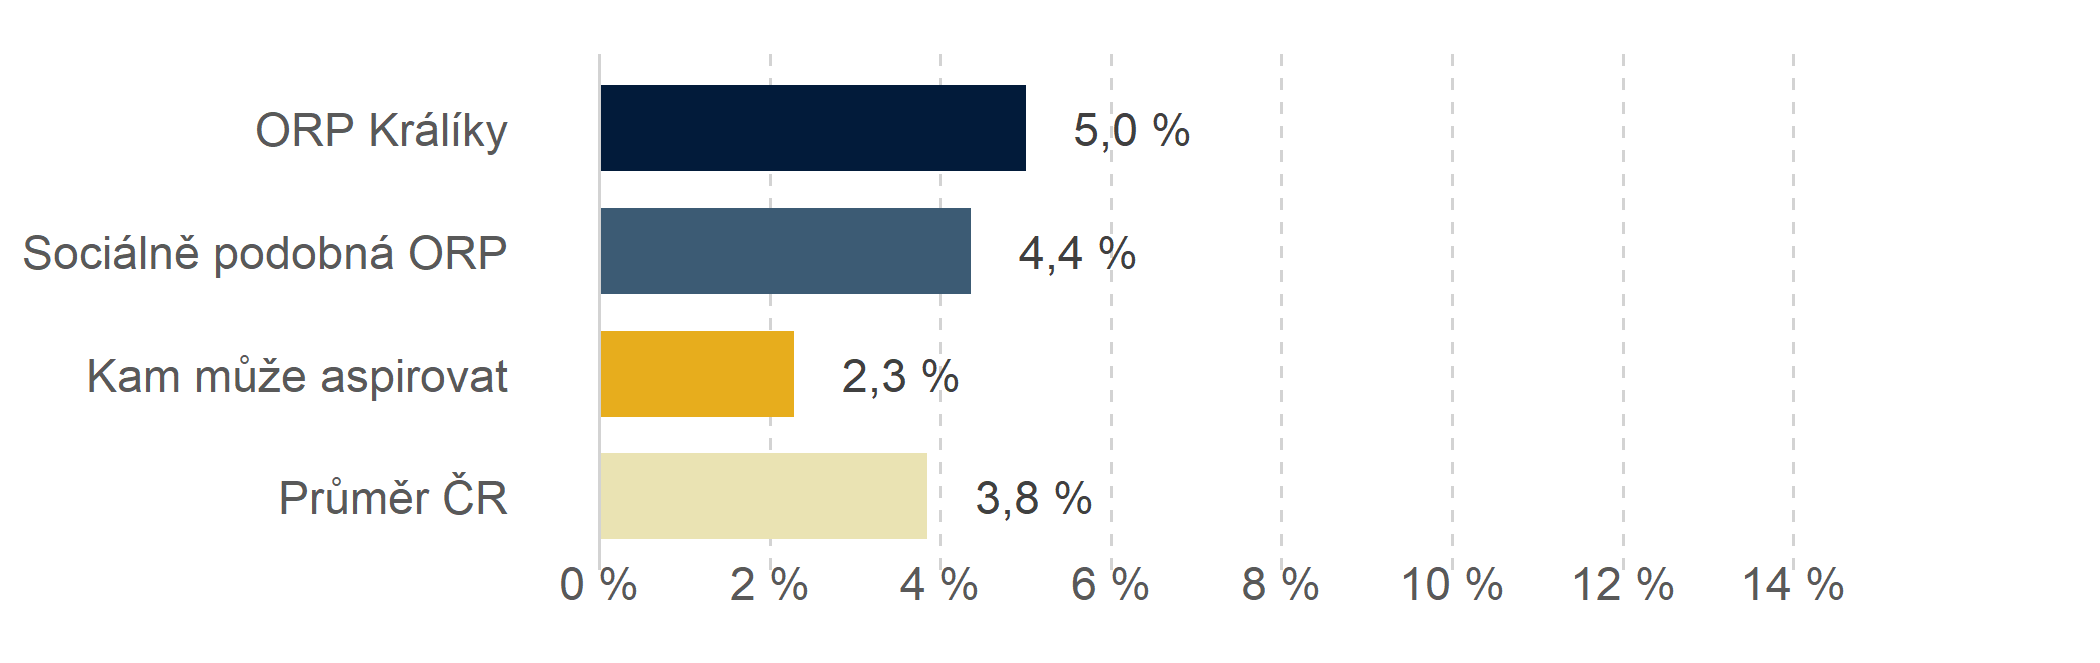 ORP Králíky 5,0 %
Sociálně podobná ORP 4,4 %
Kam může aspirovat 2,3 %
Průměr ČR 3,8 %
0 % 2 % 4 % 6 % 8 % 10 % 12 % 14 %